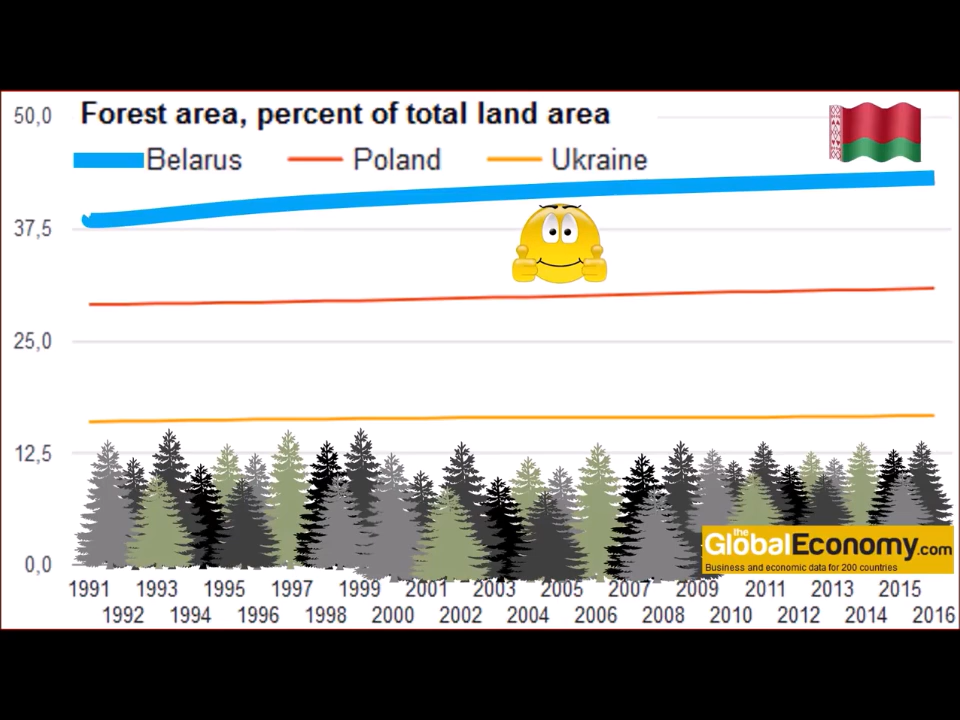 50,0 Forest area, percent of total land area
Belarus Poland Ukraine
37,5
25,0
12,5
the
GlobalEconomy.com
0,0 Business and economic data for 200 countries
1991 1993 1995 1997 1999 2001 2003 2005 2007 2009 2011 2013 2015
1992 1994 1996 1998 2000 2002 2004 2006 2008 2010 2012 2014 2016